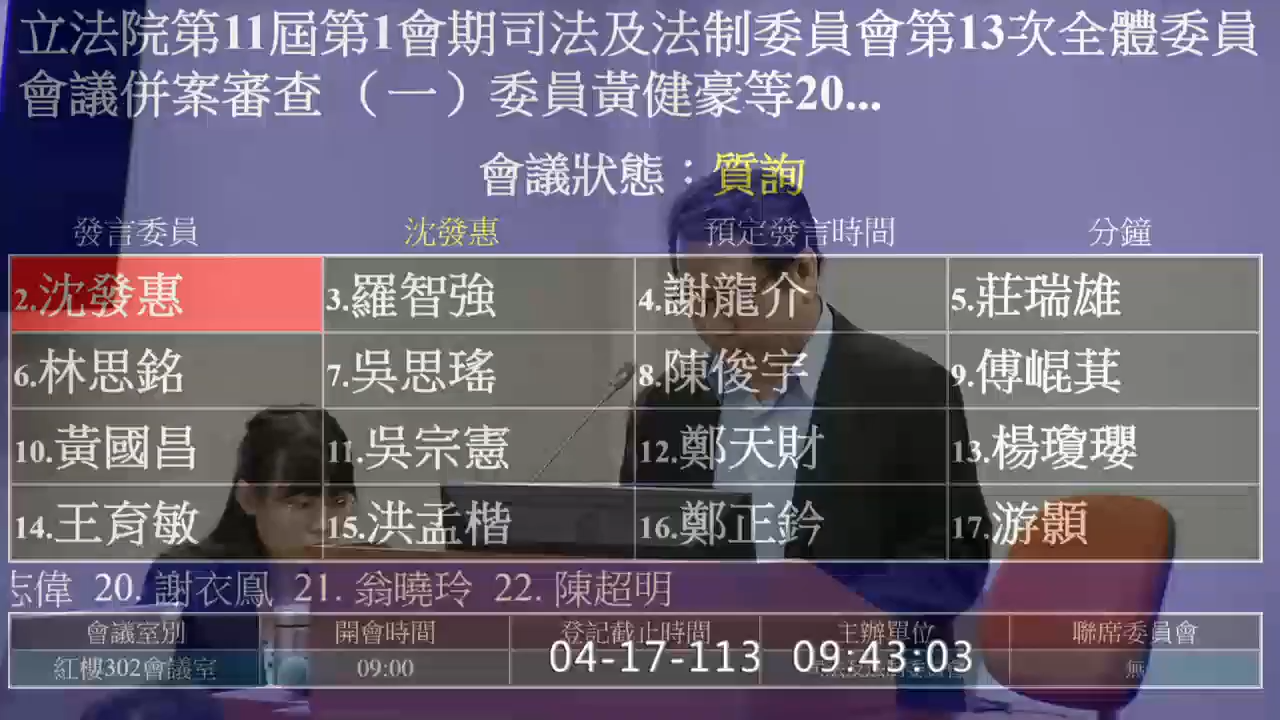 立法院第11屆第1會期司法及法制委員會第13次全體委員
會議併案審查 （一）委員黃健豪等20...
會議狀態：質詢
發言委員 沈發惠 預定發言時間 分鐘
2.沈發惠 3.羅智強 4.謝龍介 5.莊瑞雄
6.林思銘 7.吳思瑤 8.陳俊宇 9.傅崐萁
10.黃國昌 11.吳宗憲 12.鄭天財 13.楊瓊瓔
14.王育敏 15.洪孟楷 16.鄭正鈐 17.游顥
志偉 20. 謝衣鳳 21. 翁曉玲 22. 陳超明
會議室別 開會時間 登記截止時間 主辦單位 聯席委員會
紅樓302會議室 09:00 無
04-17-113 09:43:03